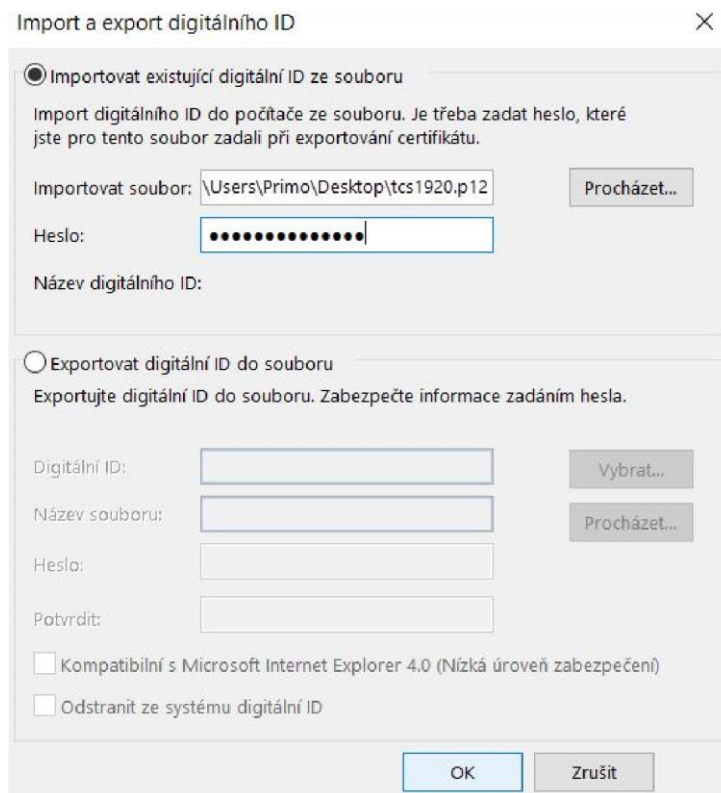 Import a export digitálního ID
Importovat existující digitální ID ze souboru
Import digitálního ID do počítače ze souboru. Je třeba zadat heslo, které
jste pro tento soubor zadali při exportování certifikátu.
Importovat soubor: \Users\Primo\Desktop\tcs1920.p12 Procházet...
Heslo: ●●●●●●●●●●●●●●
Název digitálního ID:
Exportovat digitální ID do souboru
Exportujte digitální ID do souboru. Zabezpečte informace zadáním hesla.
Digitální ID: Vybrat...
Název souboru: Procházet...
Heslo:
Potvrdit:
Kompatibilní s Microsoft Internet Explorer 4.0 (Nízká úroveň zabezpečení)
Odstranit ze systému digitální ID
OK Zrušit